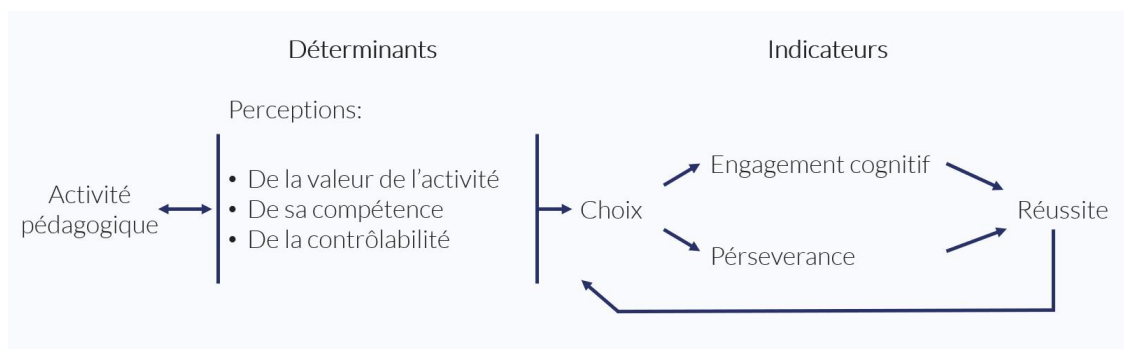 Déterminants
Indicateurs
Perceptions:
Activité
pédagogique
• De la valeur de l'activité
• De sa compétence
• De la contrôlabilité
Choix
Engagement cognitif
Pérseverance
Réussite